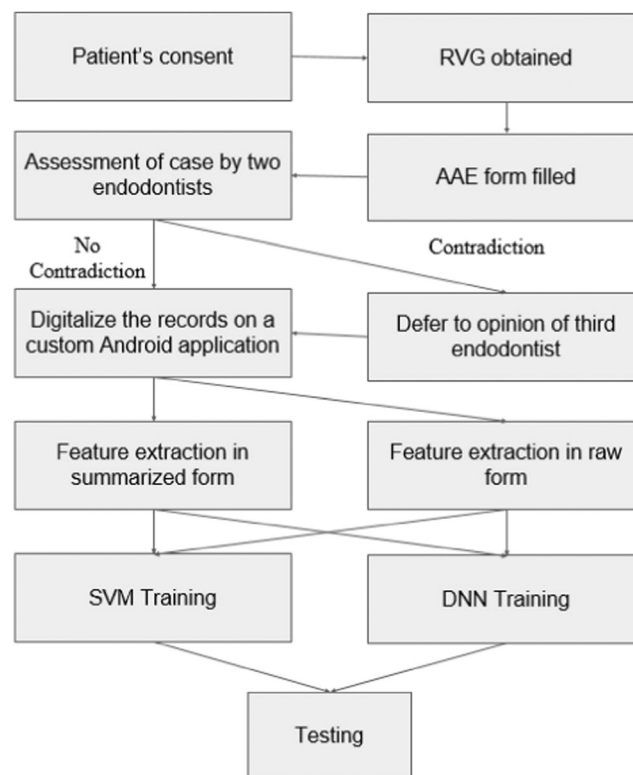 Patient's consent
RVG obtained
Assessment of case by two
endodontists
AAE form filled
No
Contradiction
Contradiction
Digitalize the records on a
custom Android application
Defer to opinion of third
endodontist
Feature extraction in
summarized form
Feature extraction in raw
form
SVM Training
DNN Training
Testing